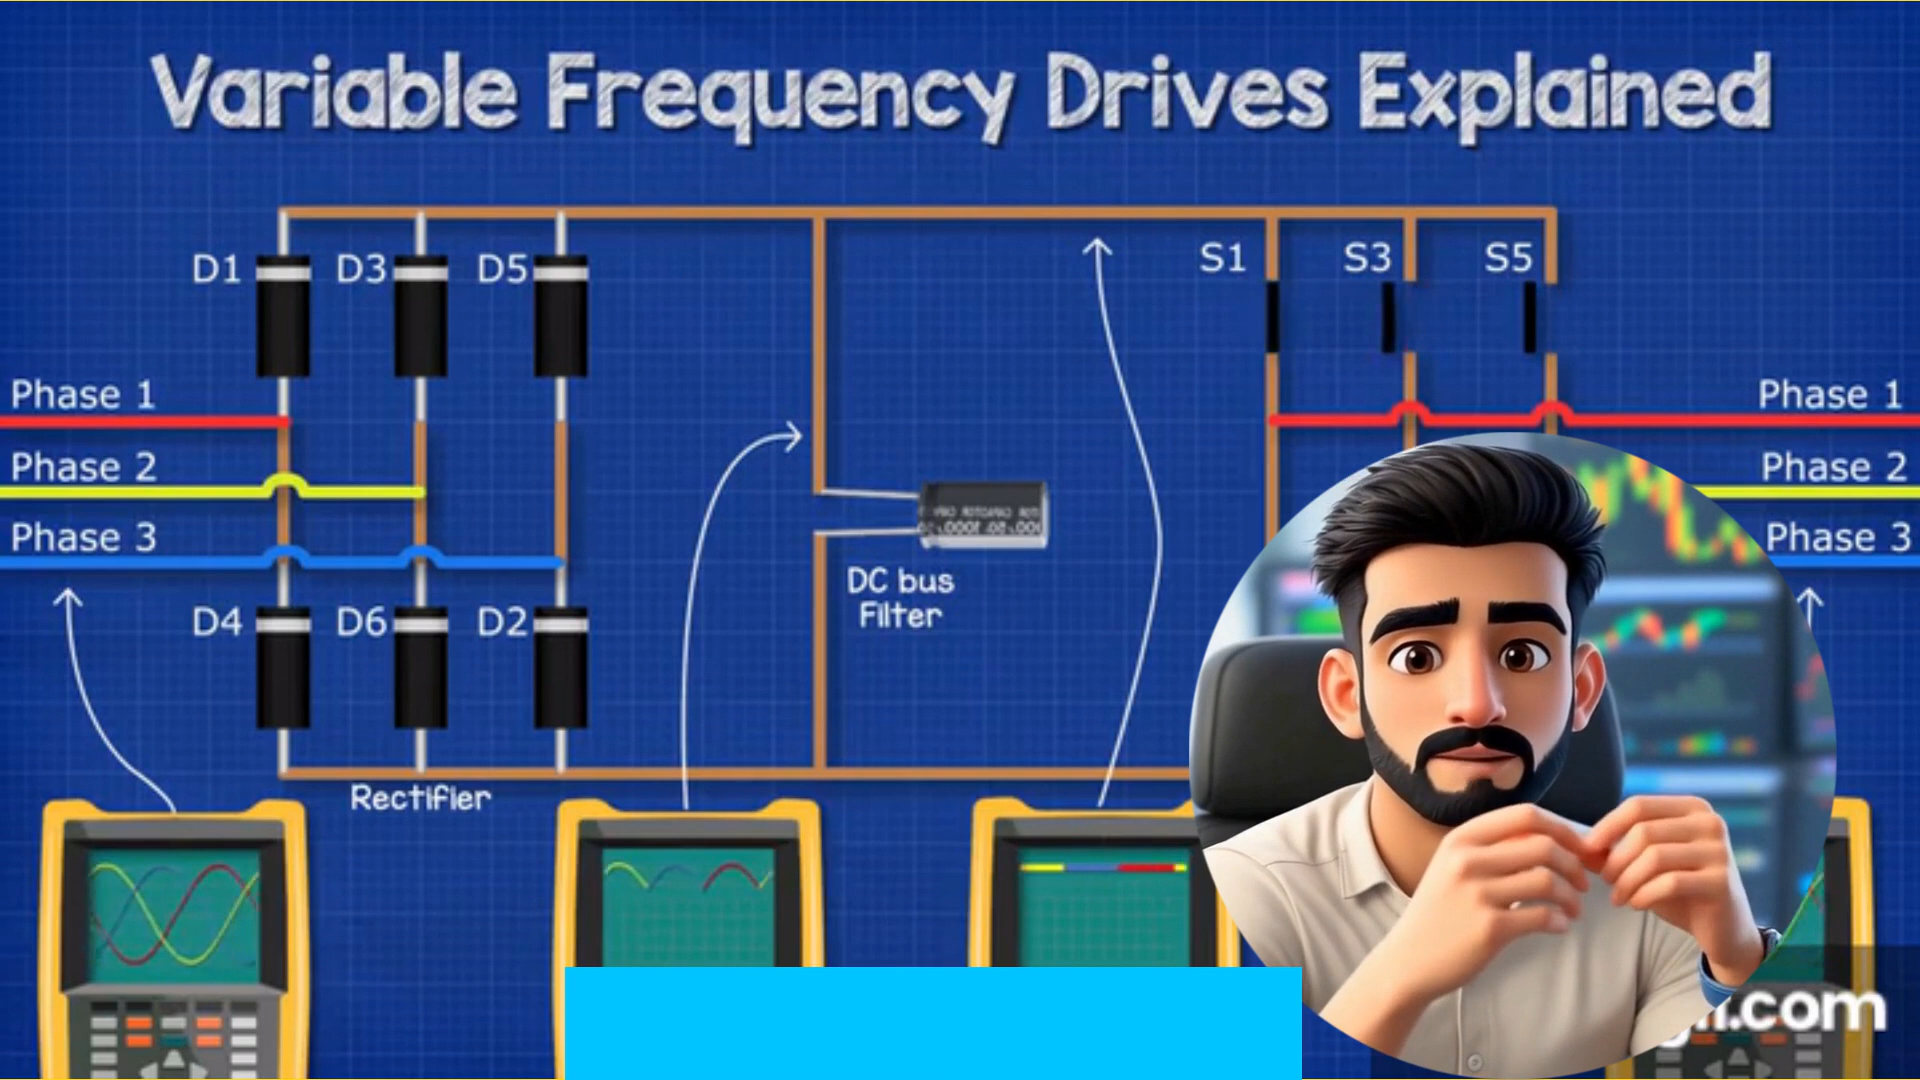 Variable Frequency Drives Explained
D1 D3 D5
S1 S3 S5
Phase 1
Phase 2
Phase 3
Phase 1
Phase 2
Phase 3
DC bus
Filter
D4 D6 D2
Rectifier
.com